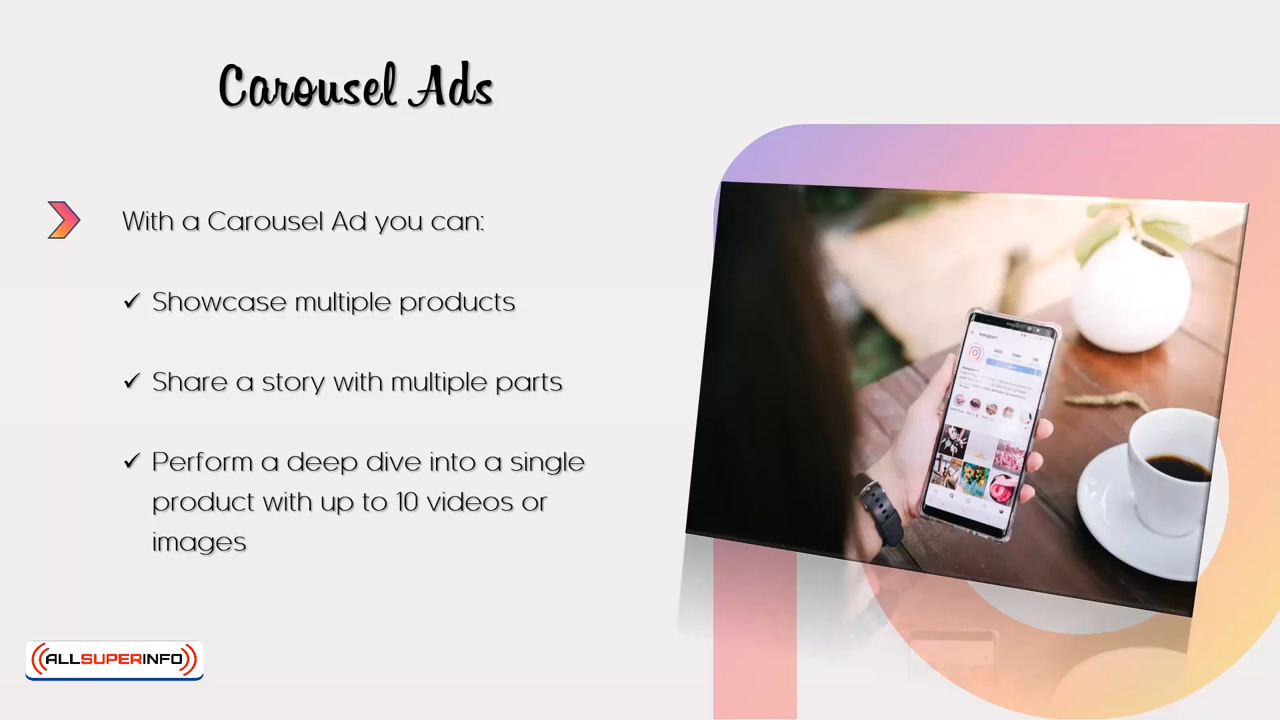 Carousel Ads
With a Carousel Ad you can:
✓ Showcase multiple products
✓ Share a story with multiple parts
✓ Perform a deep dive into a single
product with up to 10 videos or
images
ALLSUPERINFO